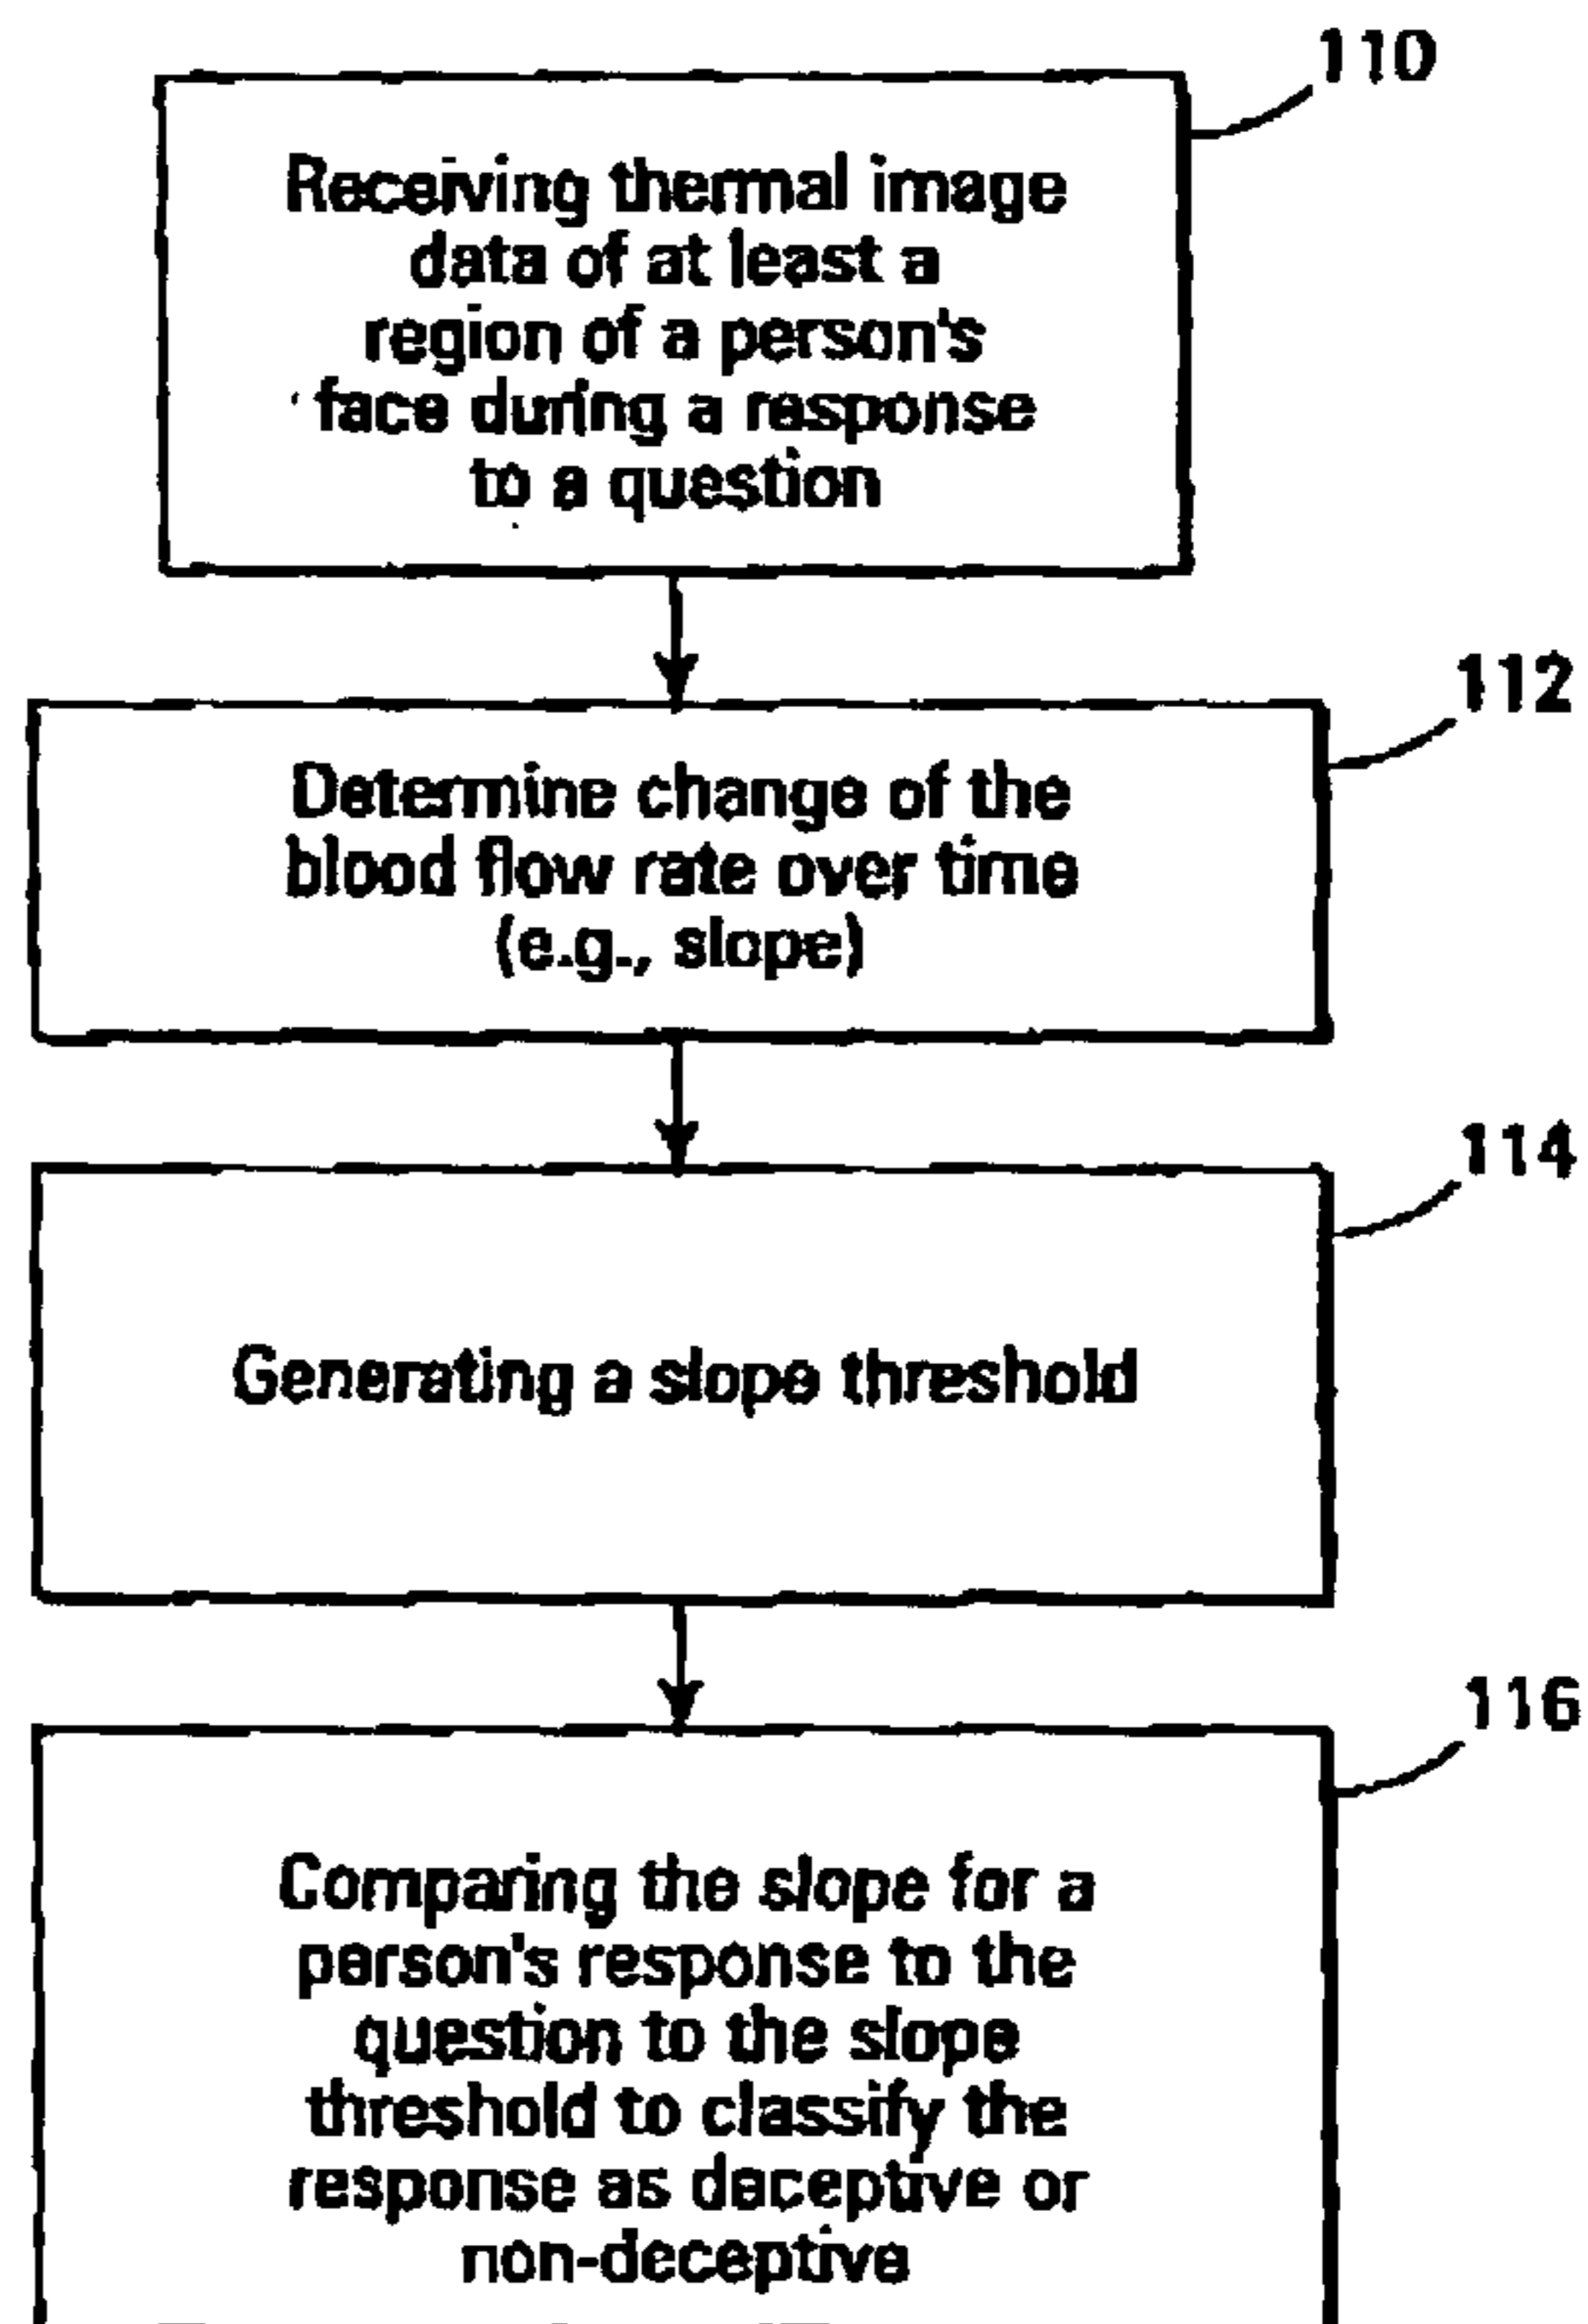 110
Receiving thermal image
data of at least a
region of a person's
face during a response
to a question
112
Determine change of the
blood flow rate over time
(e.g., slope)
114
Generating a slope threshold
116
Comparing the slope for a
person's response to the
question to the slope
threshold to classify the
response as deceptive or
non-deceptive